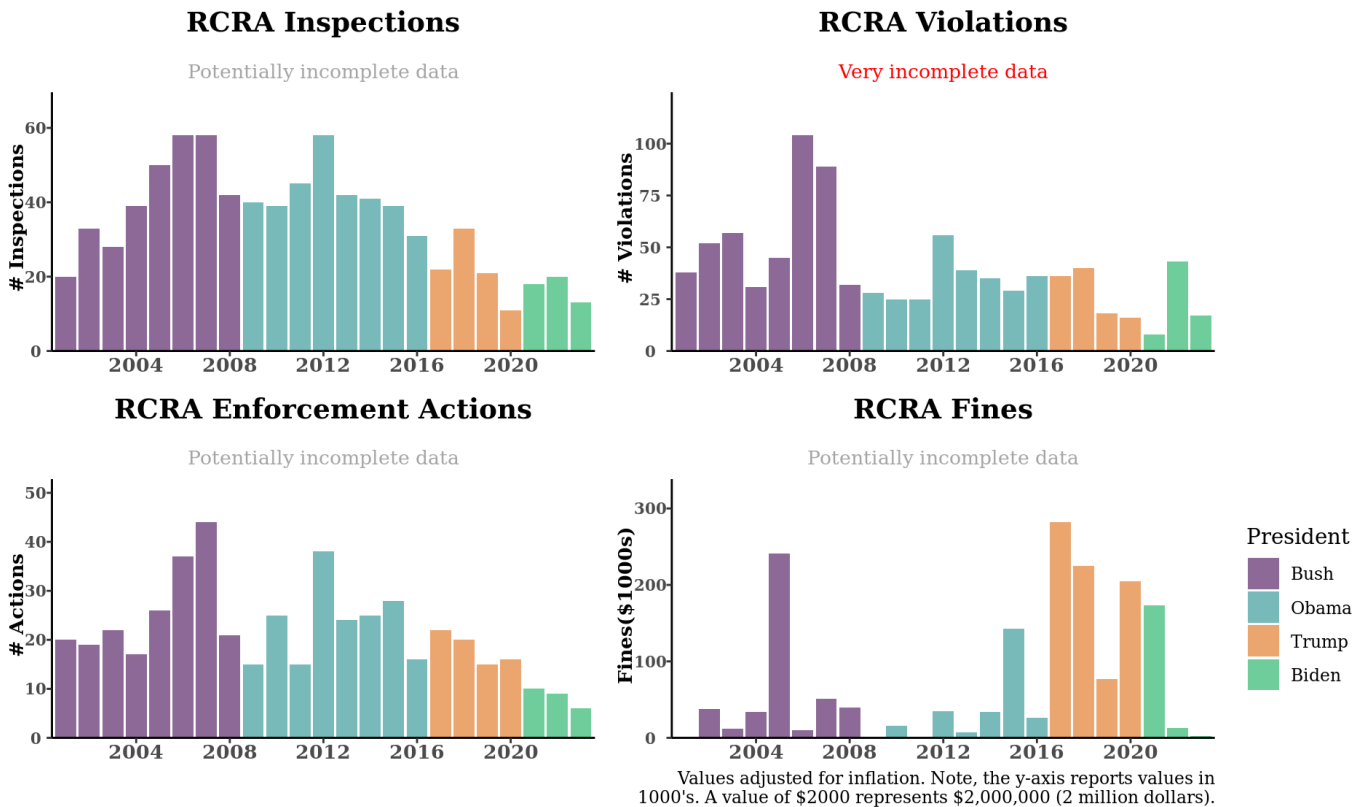 RCRA Inspections
Potentially incomplete data
# Inspections
60
40
20
0
2004 2008 2012 2016 2020
RCRA Violations
Very incomplete data
# Violations
100
75
50
25
0
2004 2008 2012 2016 2020
RCRA Enforcement Actions
Potentially incomplete data
# Actions
50
40
30
20
10
0
2004 2008 2012 2016 2020
RCRA Fines
Potentially incomplete data
Fines($1000s)
300
200
100
0
2004 2008 2012 2016 2020
President
Bush
Obama
Trump
Biden
Values adjusted for inflation. Note, the y-axis reports values in
1000's. A value of $2000 represents $2,000,000 (2 million dollars).